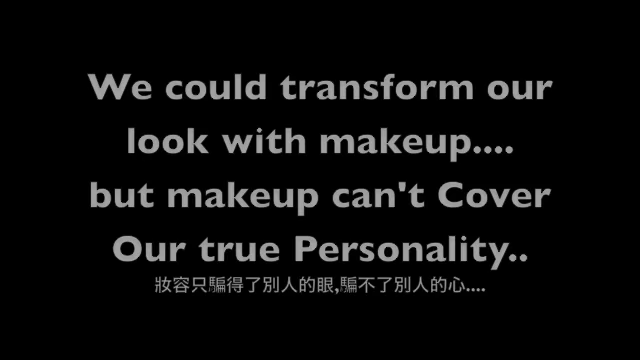 We could transform our
look with makeup....
but makeup can't Cover
Our true Personality..
妝容只騙得了別人的眼,騙不了別人的心....